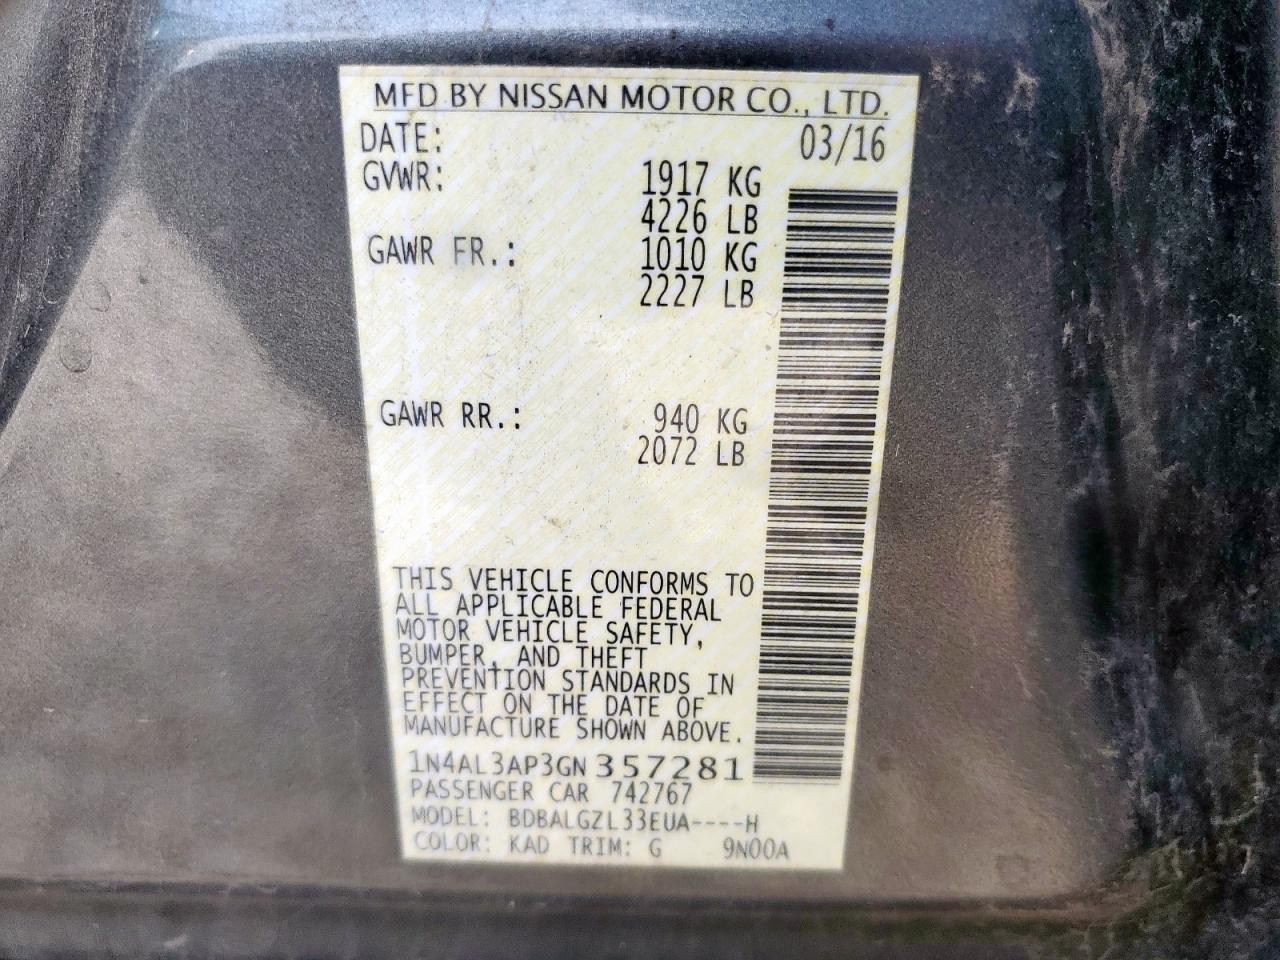 MFD BY NISSAN MOTOR CO., LTD.
DATE: 03/16
GVWR: 1917 KG
4226 LB
GAWR FR.: 1010 KG
2227 LB
GAWR RR.: 940 KG
2072 LB
THIS VEHICLE CONFORMS TO
ALL APPLICABLE FEDERAL
MOTOR VEHICLE SAFETY,
BUMPER, AND THEFT
PREVENTION STANDARDS IN
EFFECT ON THE DATE OF
MANUFACTURE SHOWN ABOVE.
1N4AL3AP3GN357281
PASSENGER CAR 742767
MODEL: BDBALGZL33EUA----H
COLOR: KAD TRIM: G 9N00A